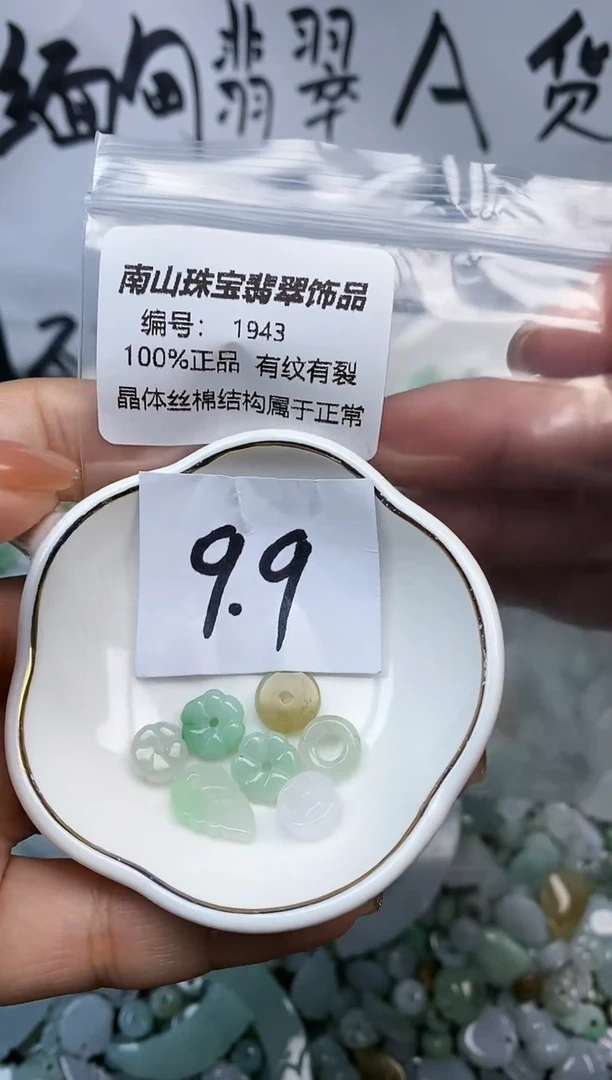 缅甸翡翠A货
南山珠宝翡翠饰品
编号： 1943
100%正品 有纹有裂
晶体丝棉结构属于正常
9.9